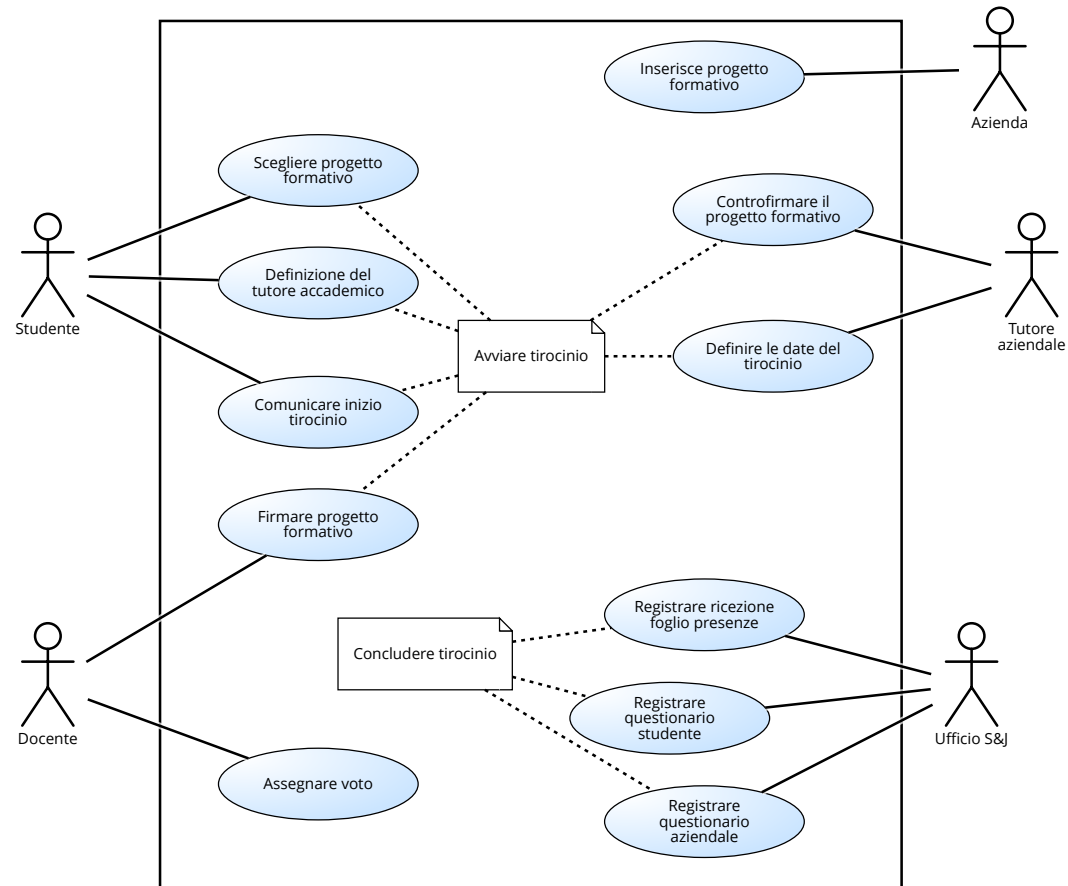 Inserisce progetto
formativo
Azienda
Scegliere progetto
formativo
Controfirmare il
progetto formativo
Studente
Definizione del
tutore accademico
Tutore
aziendale
Avviare tirocinio
Definire le date del
tirocinio
Comunicare inizio
tirocinio
Firmare progetto
formativo
Registrare ricezione
foglio presenze
Concludere tirocinio
Docente
Registrare
questionario
studente
Ufficio S&J
Assegnare voto
Registrare
questionario
aziendale